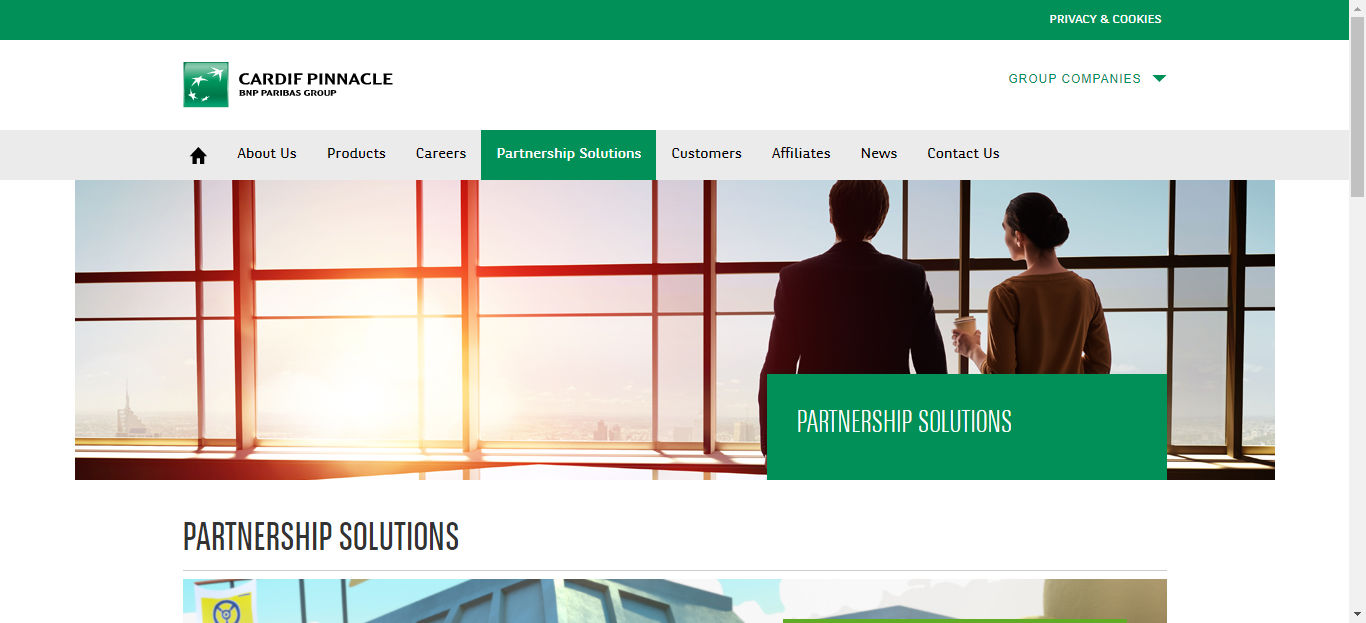 PRIVACY & COOKIES
CARDIF PINNACLE
BNP PARIBAS GROUP
GROUP COMPANIES
About Us
Products
Careers
Partnership Solutions
Customers
Affiliates
News
Contact Us
PARTNERSHIP SOLUTIONS
PARTNERSHIP SOLUTIONS